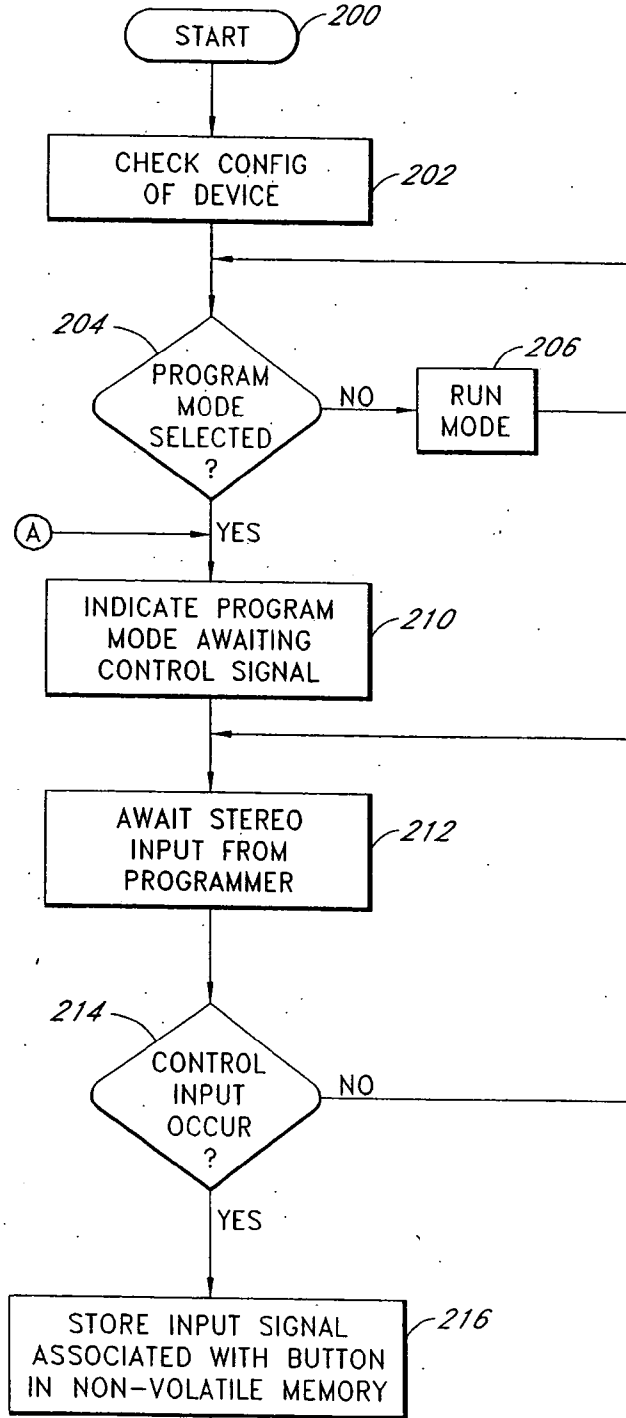 START
200
CHECK CONFIG
OF DEVICE
202
204
PROGRAM
MODE
SELECTED
?
NO
206
RUN
MODE
A
YES
INDICATE PROGRAM
MODE AWAITING
CONTROL SIGNAL
210
AWAIT STEREO
INPUT FROM
PROGRAMMER
212
214
CONTROL
INPUT
OCCUR
?
NO
YES
STORE INPUT SIGNAL
ASSOCIATED WITH BUTTON
IN NON-VOLATILE MEMORY
216